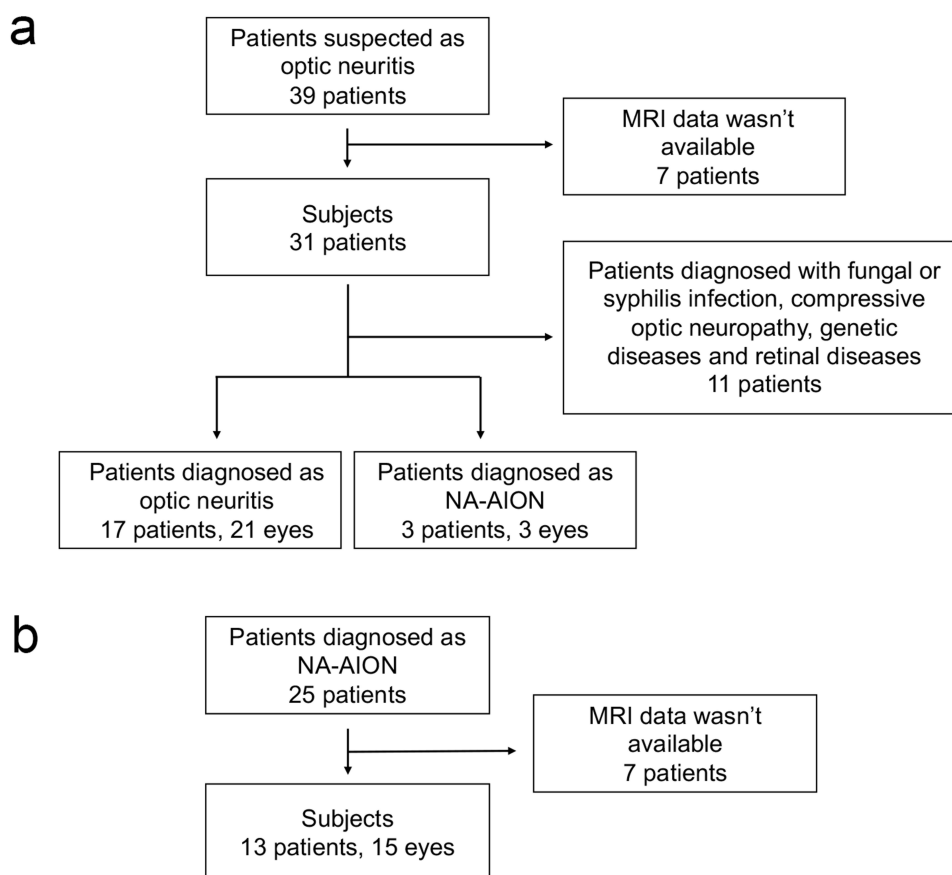 a
Patients suspected as
optic neuritis
39 patients
MRI data wasn’t
available
7 patients
Subjects
31 patients
Patients diagnosed with fungal or
syphilis infection, compressive
optic neuropathy, genetic
diseases and retinal diseases
11 patients
Patients diagnosed as
optic neuritis
17 patients, 21 eyes
Patients diagnosed as
NA-AION
3 patients, 3 eyes
b
Patients diagnosed as
NA-AION
25 patients
MRI data wasn’t
available
7 patients
Subjects
13 patients, 15 eyes